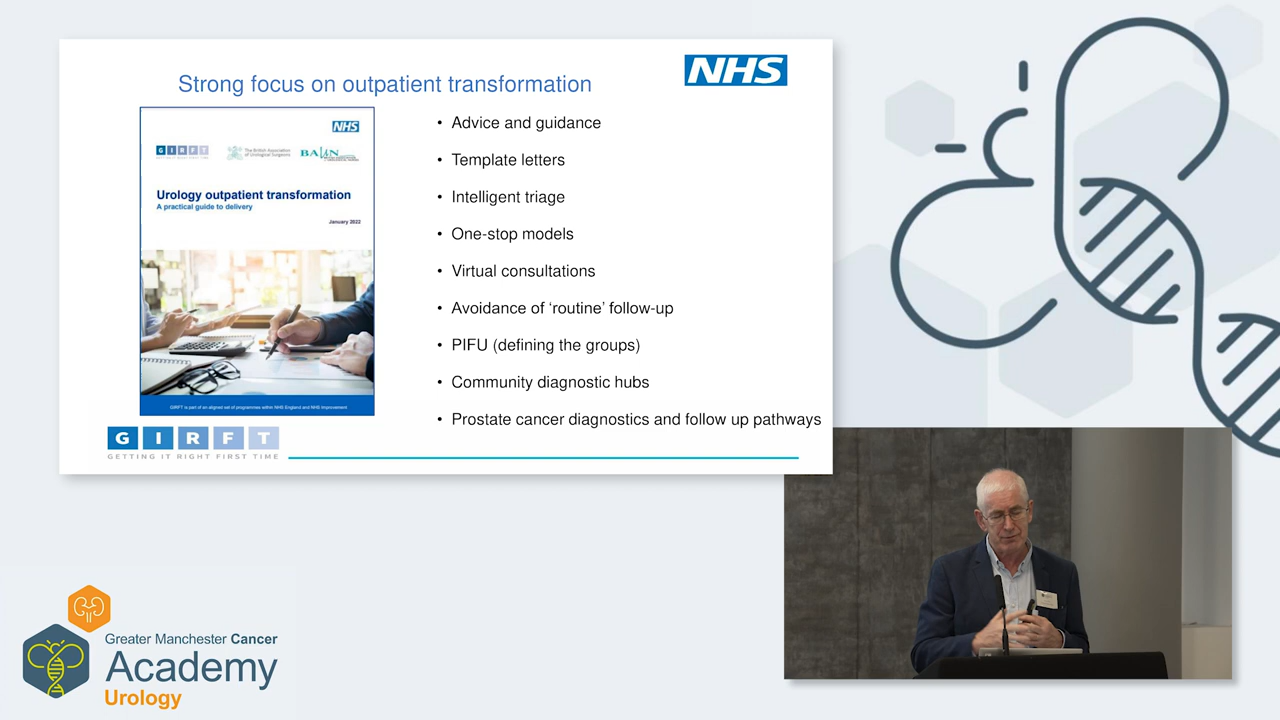 Strong focus on outpatient transformation
NHS
NHS
GIRFT
The British Association
of Urological Surgeons
Urology outpatient transformation
A practical guide to delivery
January 2022
GIRFT is part of an aligned set of programmes within NHS England and NHS Improvement
• Advice and guidance
• Template letters
• Intelligent triage
• One-stop models
• Virtual consultations
• Avoidance of ‘routine’ follow-up
• PIFU (defining the groups)
• Community diagnostic hubs
• Prostate cancer diagnostics and follow up pathways
GIRFT
GETTING IT RIGHT FIRST TIME
Greater Manchester Cancer
Academy
Urology